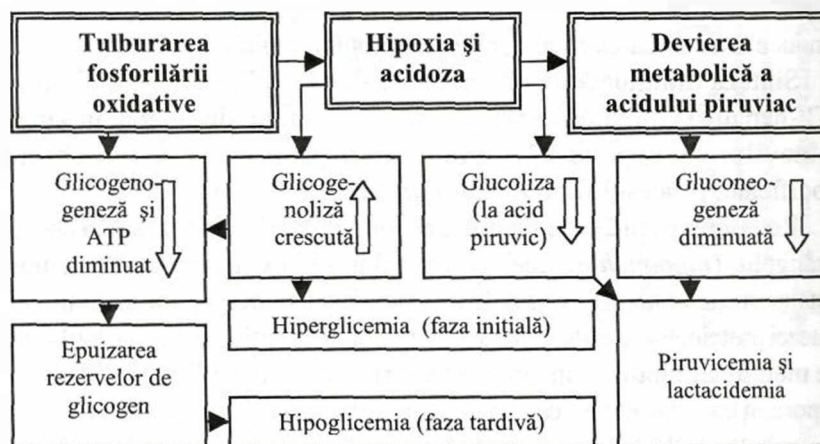 Tulburarea
fosforilării
oxidative
Hipoxia şi
acidoza
Devierea
metabolică a
acidului piruviac
Glicogeno-
geneză şi
ATP
diminuat
Glicoge-
noliză
crescută
Glucoliza
(la acid
piruvic)
Gluconeo-
geneză
diminuată
Hiperglicemia (faza iniţială)
Epuizarea
rezervelor de
glicogen
Piruvicemia şi
lactacidemia
Hipoglicemia (faza tardivă)